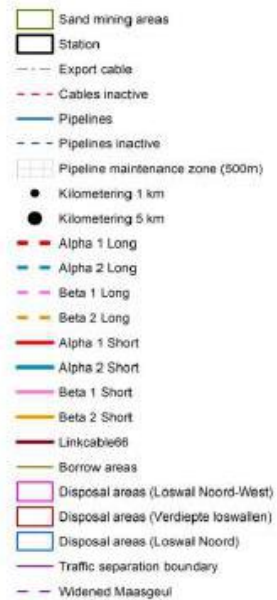 Sand mining areas
Station
Export cable
Cables inactive
Pipelines
Pipelines inactive
Pipeline maintenance zone (500m)
Kilometering 1 km
Kilometering 5 km
Alpha 1 Long
Alpha 2 Long
Beta 1 Long
Beta 2 Long
Alpha 1 Short
Alpha 2 Short
Beta 1 Short
Beta 2 Short
Linkcable66
Borrow areas
Disposal areas (Loswal Noord-West)
Disposal areas (Verdiepte loswallen)
Disposal areas (Loswal Noord)
Traffic separation boundary
Widened Maasgeul